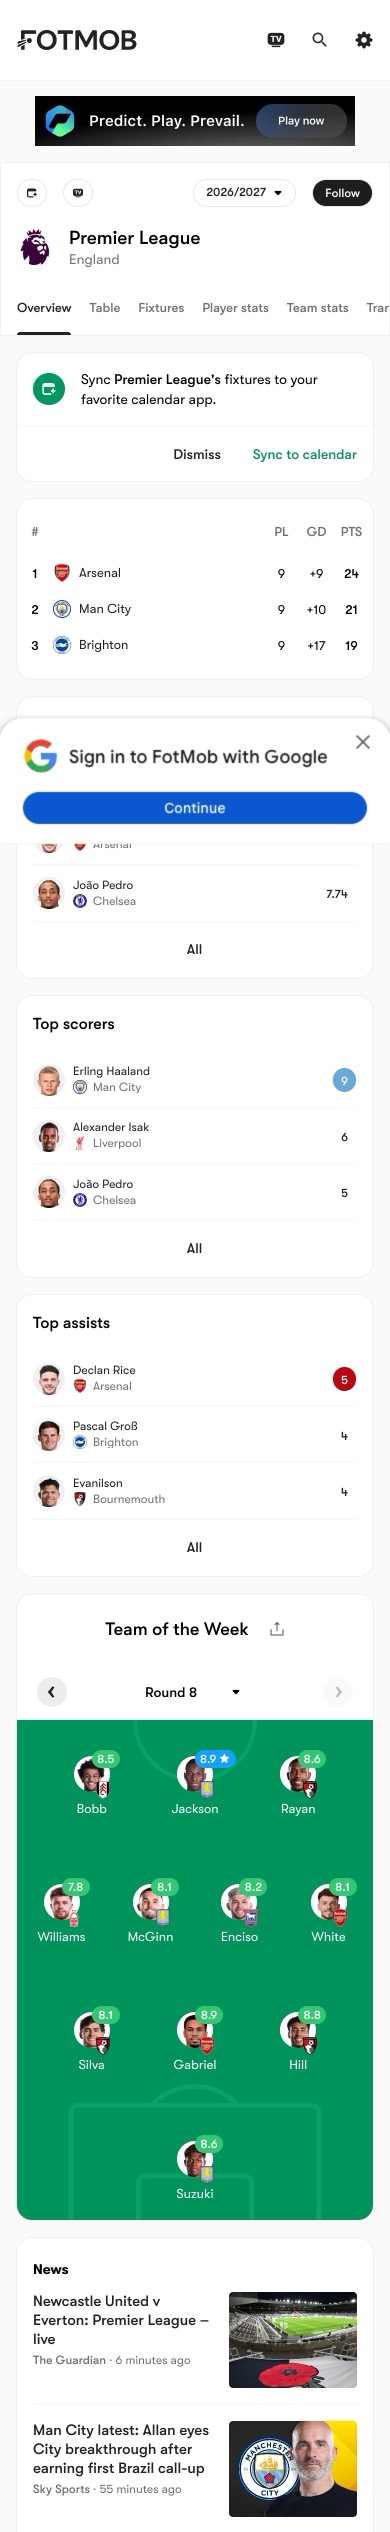 FOTMOB
TV
Predict. Play. Prevail.
Play now
2026/2027
Follow
Premier League
England
Overview Table Fixtures Player stats Team stats Tran
Sync Premier League's fixtures to your
favorite calendar app.
Dismiss Sync to calendar
# PL GD PTS
1 Arsenal 9 +9 24
2 Man City 9 +10 21
3 Brighton 9 +17 19
Sign in to FotMob with Google
Continue
Arsenal
João Pedro
Chelsea
7.74
All
Top scorers
Erling Haaland
Man City
9
Alexander Isak
Liverpool
6
João Pedro
Chelsea
5
All
Top assists
Declan Rice
Arsenal
5
Pascal Groß
Brighton
4
Evanilson
Bournemouth
4
All
Team of the Week
Round 8
8.5 8.9 8.6
Bobb Jackson Rayan
7.8 8.1 8.2 8.1
Williams McGinn Enciso White
8.1 8.9 8.8
Silva Gabriel Hill
8.6
Suzuki
News
Newcastle United v
Everton: Premier League –
live
The Guardian · 6 minutes ago
Man City latest: Allan eyes
City breakthrough after
earning first Brazil call-up
Sky Sports · 55 minutes ago
MANCHESTER
CITY